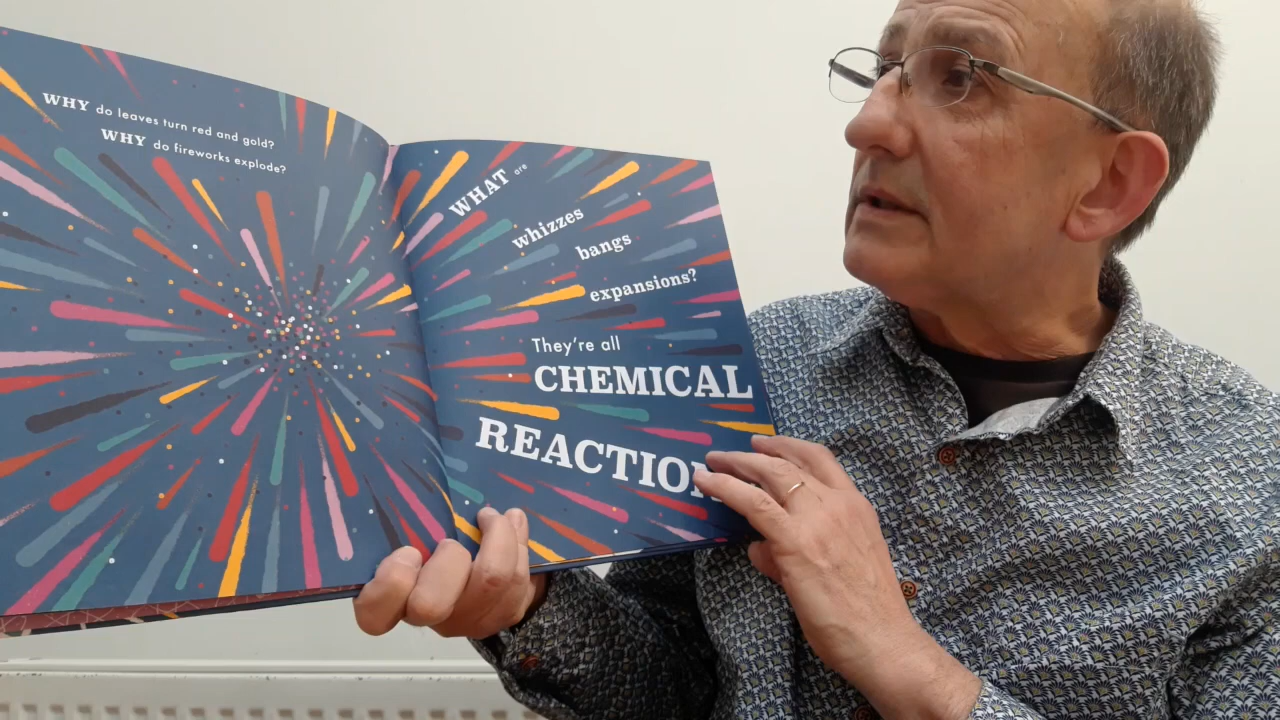 WHY do leaves turn red and gold?
WHY do fireworks explode?
WHAT are
whizzes
bangs
expansions?
They're all
CHEMICAL
REACTION